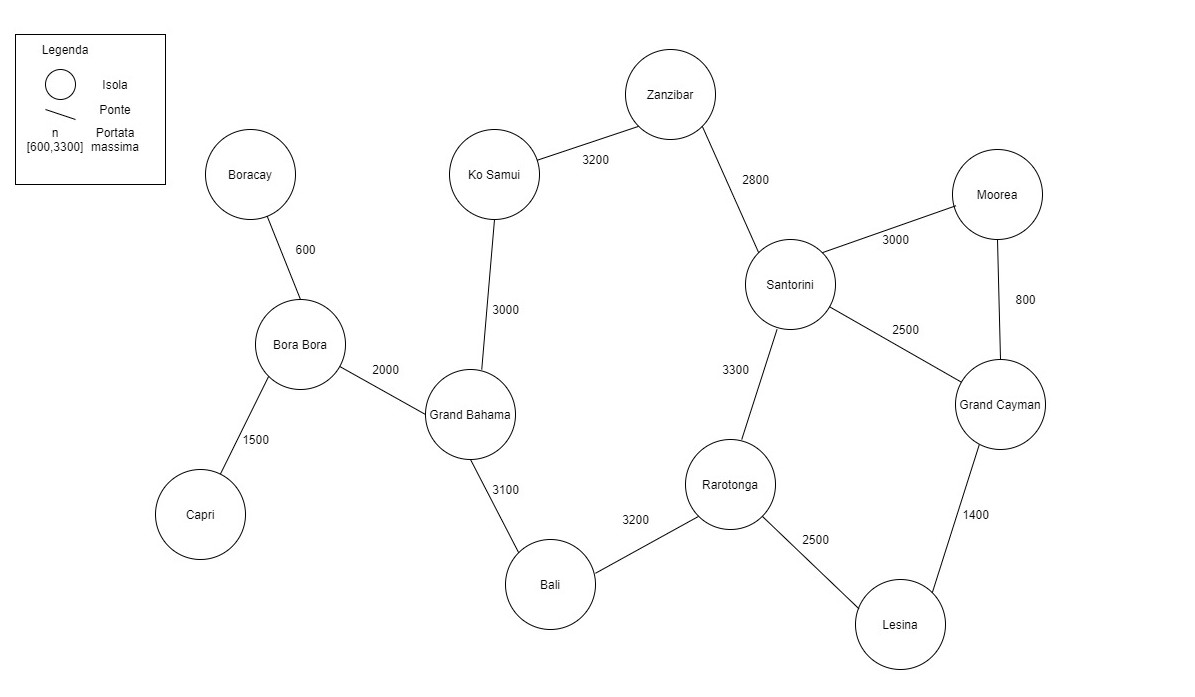 Legenda
Isola
Ponte
n Portata
[600,3300] massima
Zanzibar
3200
Boracay
Ko Samui
2800
Moorea
3000
600
Santorini
800
3000
2500
Bora Bora
2000
3300
Grand Cayman
Grand Bahama
1500
3100
Rarotonga
Capri
3200
1400
2500
Bali
Lesina